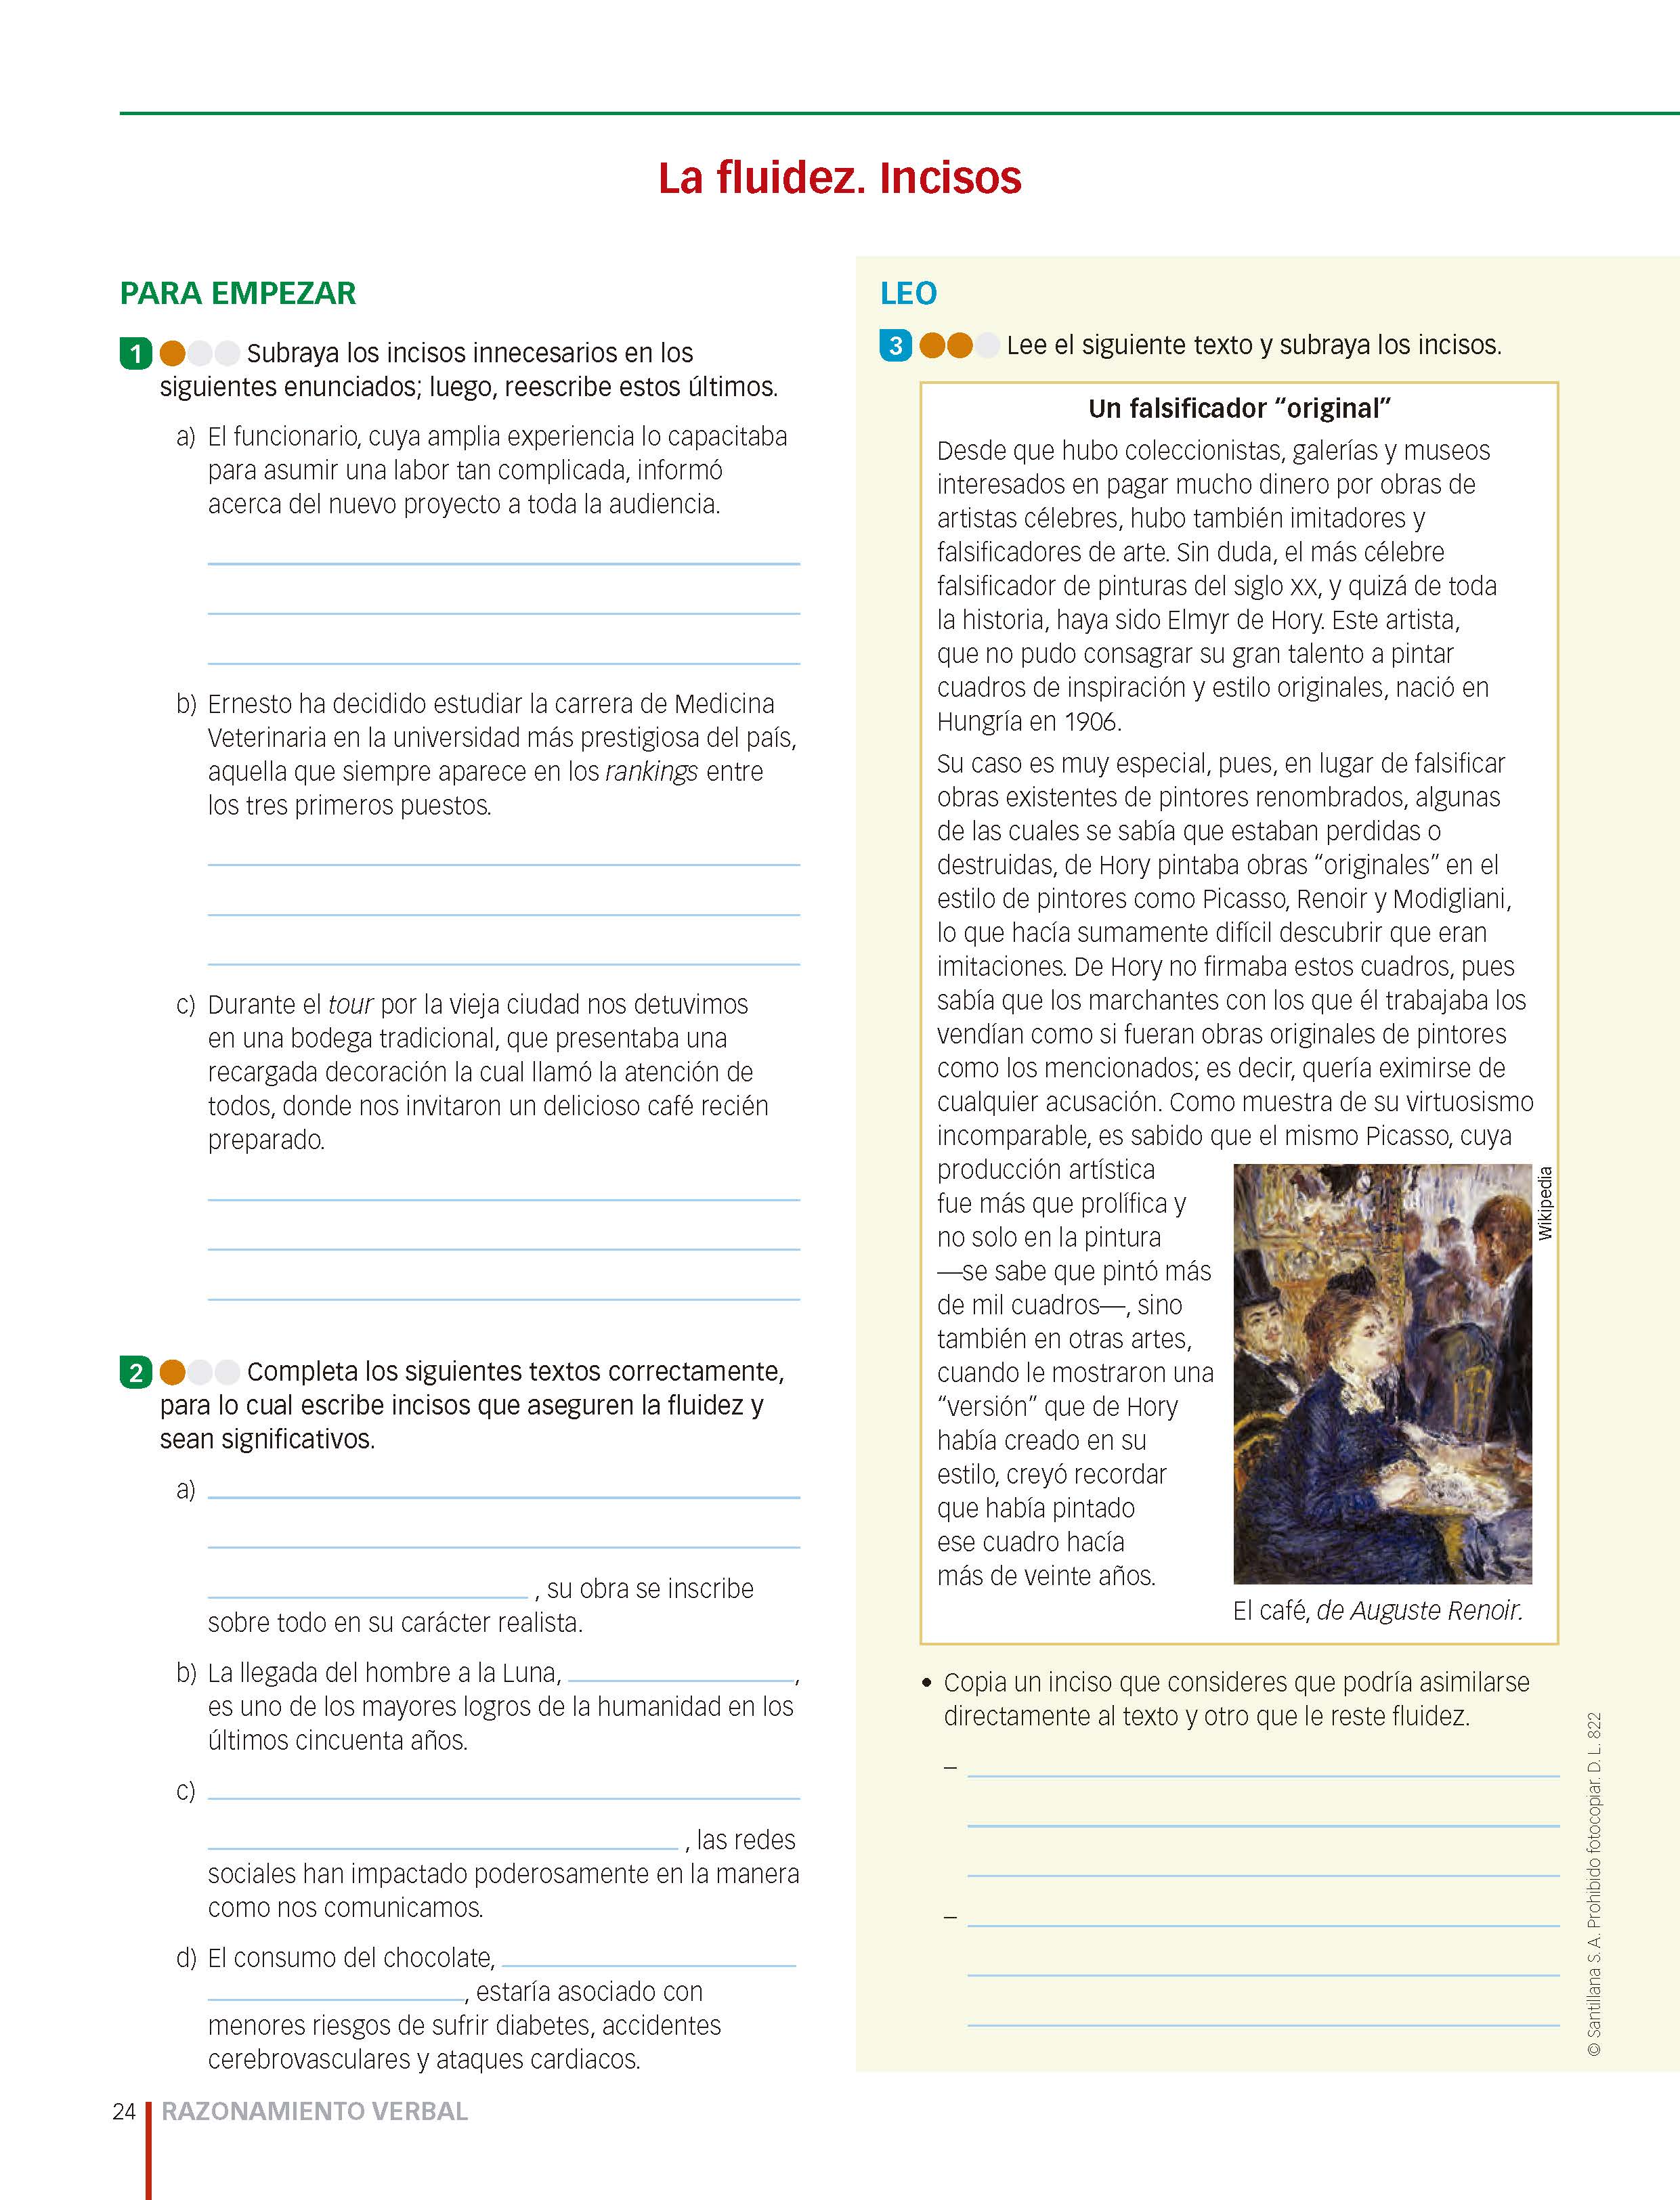 La fluidez. Incisos
PARA EMPEZAR
1 Subraya los incisos innecesarios en los
siguientes enunciados; luego, reescribe estos últimos.
a) El funcionario, cuya amplia experiencia lo capacitaba
para asumir una labor tan complicada, informó
acerca del nuevo proyecto a toda la audiencia.
b) Ernesto ha decidido estudiar la carrera de Medicina
Veterinaria en la universidad más prestigiosa del país,
aquella que siempre aparece en los rankings entre
los tres primeros puestos.
c) Durante el tour por la vieja ciudad nos detuvimos
en una bodega tradicional, que presentaba una
recargada decoración la cual llamó la atención de
todos, donde nos invitaron un delicioso café recién
preparado.
2 Completa los siguientes textos correctamente,
para lo cual escribe incisos que aseguren la fluidez y
sean significativos.
a)
, su obra se inscribe
sobre todo en su carácter realista.
b) La llegada del hombre a la Luna, ,
es uno de los mayores logros de la humanidad en los
últimos cincuenta años.
c)
, las redes
sociales han impactado poderosamente en la manera
como nos comunicamos.
d) El consumo del chocolate,
, estaría asociado con
menores riesgos de sufrir diabetes, accidentes
cerebrovasculares y ataques cardiacos.
LEO
3 Lee el siguiente texto y subraya los incisos.
Un falsificador “original”
Desde que hubo coleccionistas, galerías y museos
interesados en pagar mucho dinero por obras de
artistas célebres, hubo también imitadores y
falsificadores de arte. Sin duda, el más célebre
falsificador de pinturas del siglo XX, y quizá de toda
la historia, haya sido Elmyr de Hory. Este artista,
que no pudo consagrar su gran talento a pintar
cuadros de inspiración y estilo originales, nació en
Hungría en 1906.
Su caso es muy especial, pues, en lugar de falsificar
obras existentes de pintores renombrados, algunas
de las cuales se sabía que estaban perdidas o
destruidas, de Hory pintaba obras “originales” en el
estilo de pintores como Picasso, Renoir y Modigliani,
lo que hacía sumamente difícil descubrir que eran
imitaciones. De Hory no firmaba estos cuadros, pues
sabía que los marchantes con los que él trabajaba los
vendían como si fueran obras originales de pintores
como los mencionados; es decir, quería eximirse de
cualquier acusación. Como muestra de su virtuosismo
incomparable, es sabido que el mismo Picasso, cuya
producción artística
fue más que prolífica y
no solo en la pintura
—se sabe que pintó más
de mil cuadros—, sino
también en otras artes,
cuando le mostraron una
“versión” que de Hory
había creado en su
estilo, creyó recordar
que había pintado
ese cuadro hacía
más de veinte años.
Wikipedia
El café, de Auguste Renoir.
• Copia un inciso que consideres que podría asimilarse
directamente al texto y otro que le reste fluidez.
–
–
© Santillana S. A. Prohibido fotocopiar. D. L. 822
24 RAZONAMIENTO VERBAL